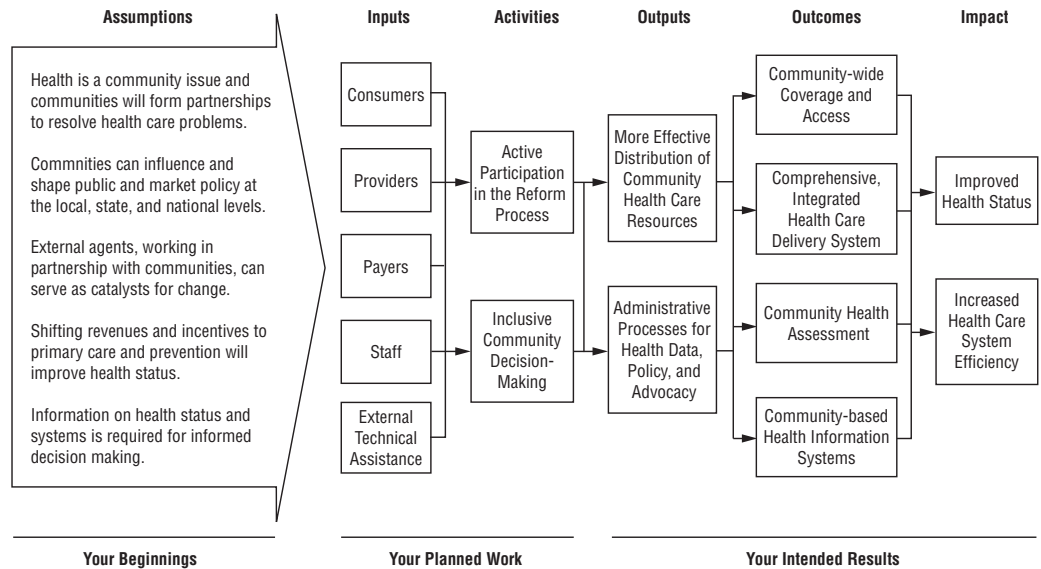 Assumptions
Inputs
Activities
Outputs
Outcomes
Impact
Health is a community issue and
communities will form partnerships
to resolve health care problems.
Commnities can influence and
shape public and market policy at
the local, state, and national levels.
External agents, working in
partnership with communities, can
serve as catalysts for change.
Shifting revenues and incentives to
primary care and prevention will
improve health status.
Information on health status and
systems is required for informed
decision making.
Consumers
Providers
Payers
Staff
External
Technical
Assistance
Active
Participation
in the Reform
Process
Inclusive
Community
Decision-
Making
More Effective
Distribution of
Community
Health Care
Resources
Administrative
Processes for
Health Data,
Policy, and
Advocacy
Community-wide
Coverage and
Access
Comprehensive,
Integrated
Health Care
Delivery System
Community Health
Assessment
Community-based
Health Information
Systems
Improved
Health Status
Increased
Health Care
System
Efficiency
Your Beginnings
Your Planned Work
Your Intended Results